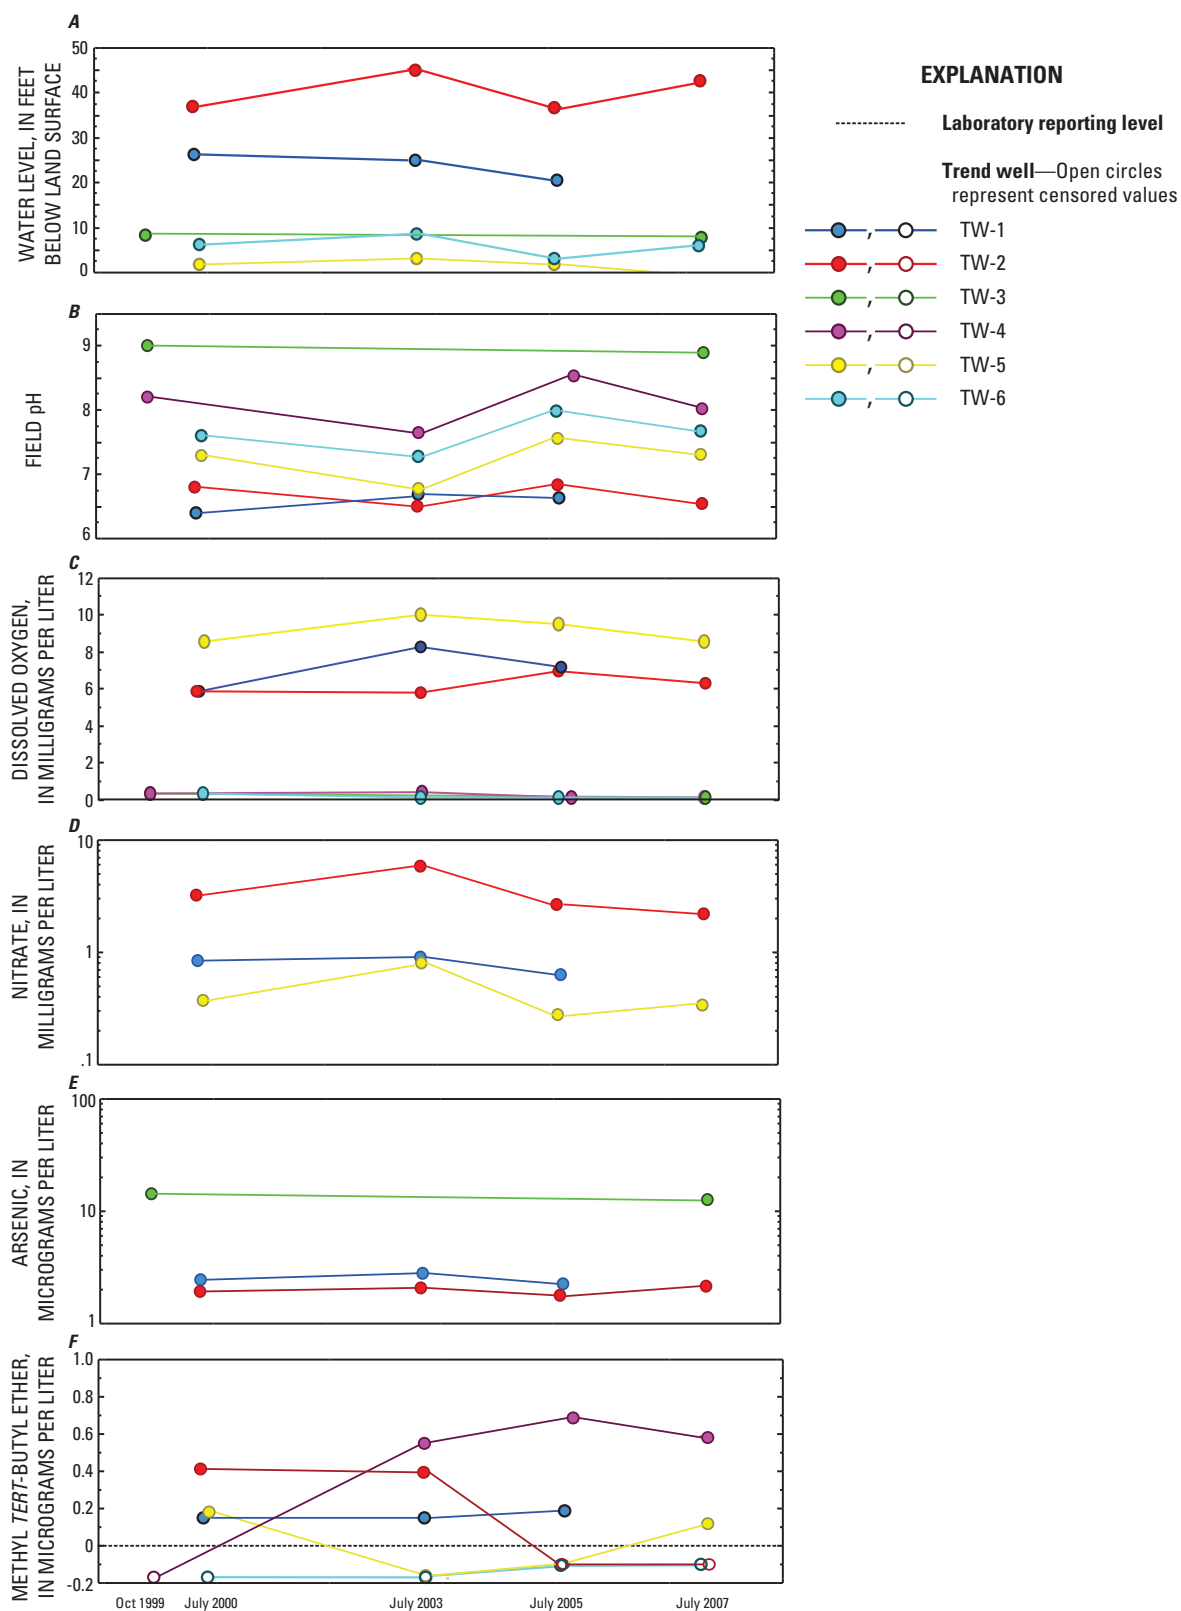 A
WATER LEVEL, IN FEET
BELOW LAND SURFACE
50
40
30
20
10
0
EXPLANATION
Laboratory reporting level
Trend well—Open circles
represent censored values
, TW-1
, TW-2
, TW-3
, TW-4
, TW-5
, TW-6
B
FIELD pH
9
8
7
6
C
DISSOLVED OXYGEN,
IN MILLIGRAMS PER LITER
12
10
8
6
4
2
0
D
NITRATE, IN
MILLIGRAMS PER LITER
10
1
.1
E
ARSENIC, IN
MICROGRAMS PER LITER
100
10
1
F
METHYL TERT-BUTYL ETHER,
IN MICROGRAMS PER LITER
1.0
0.8
0.6
0.4
0.2
0
-0.2
Oct 1999 July 2000 July 2003 July 2005 July 2007